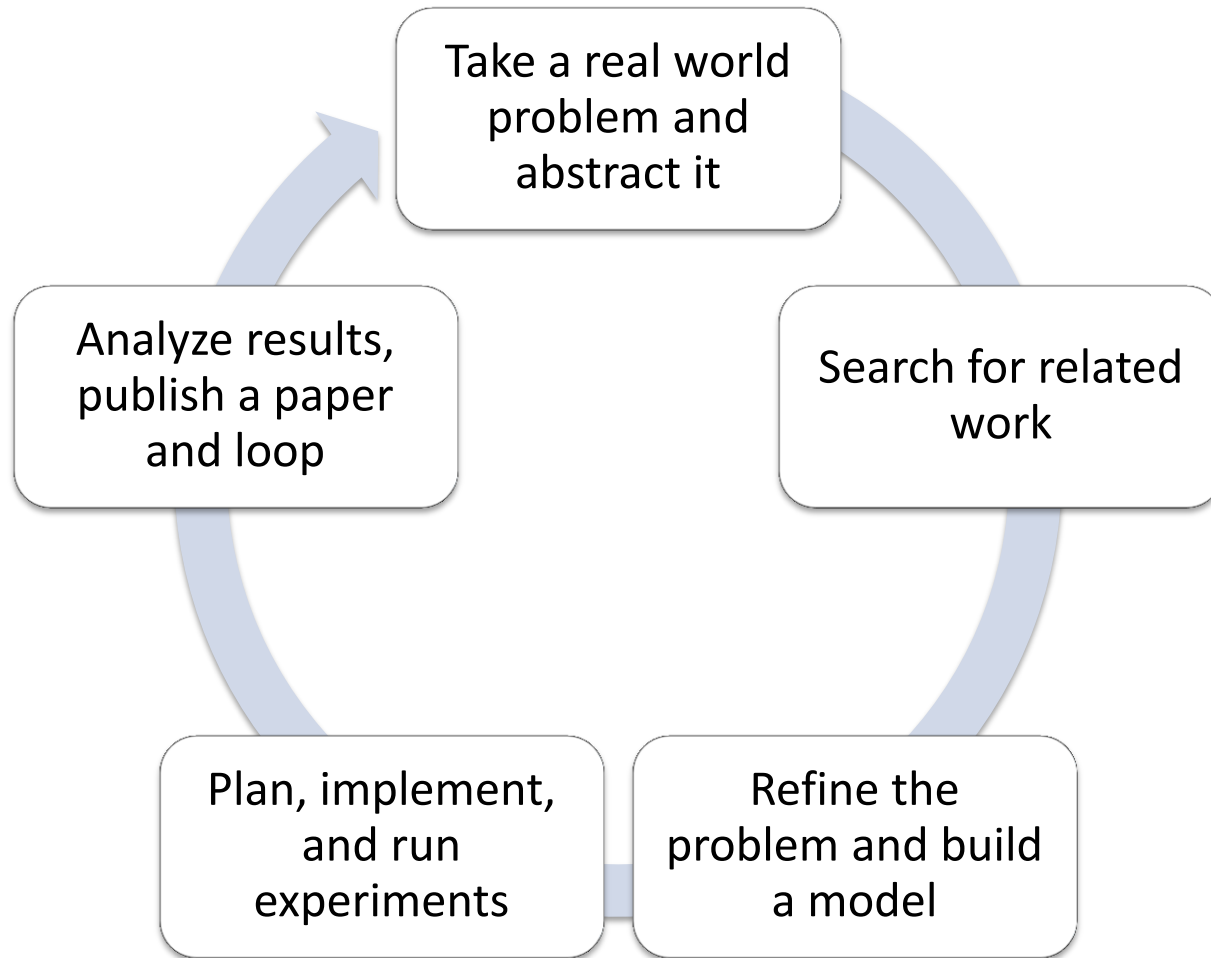 Take a real world
problem and
abstract it
Search for related
work
Refine the
problem and build
a model
Plan, implement,
and run
experiments
Analyze results,
publish a paper
and loop